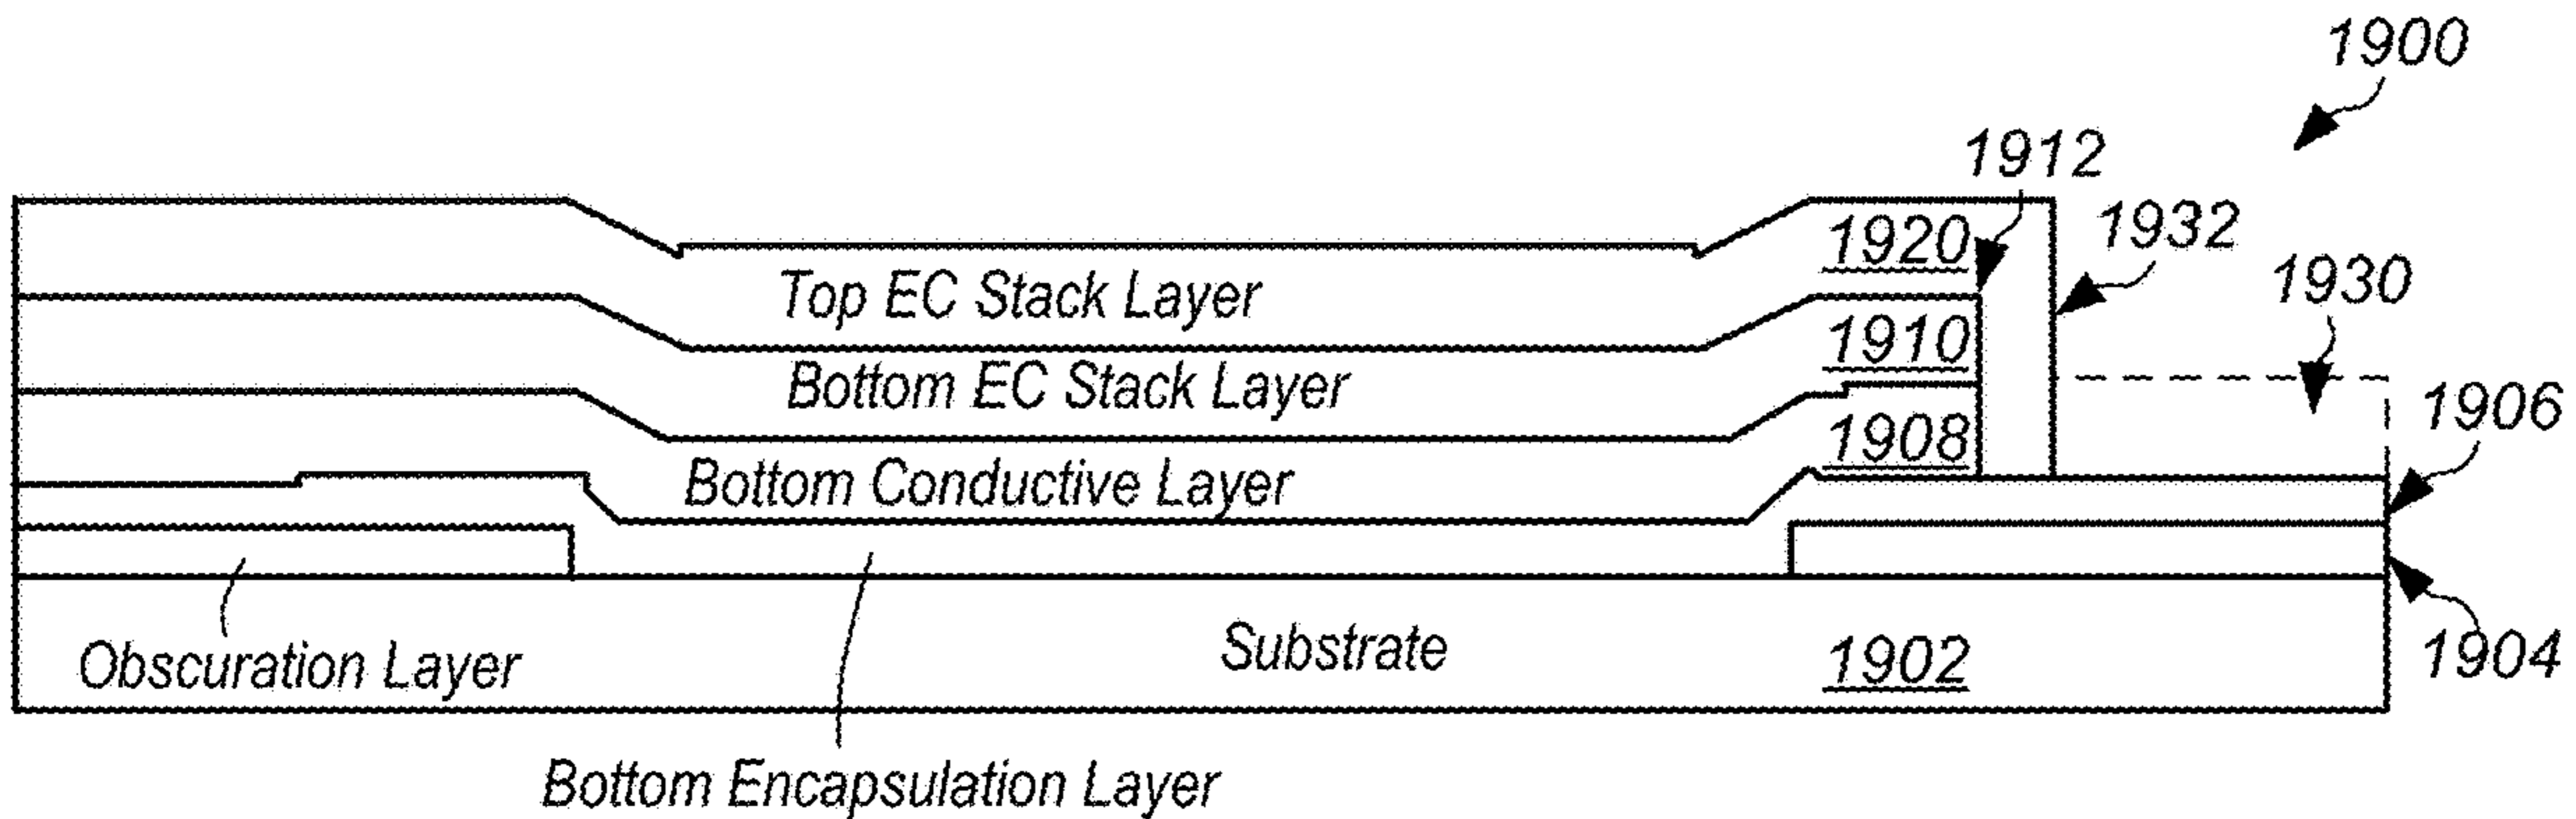 1900
1912
1920
1932
Top EC Stack Layer
1930
1910
Bottom EC Stack Layer
1906
1908
Bottom Conductive Layer
Substrate
1902
1904
Obscuration Layer
Bottom Encapsulation Layer